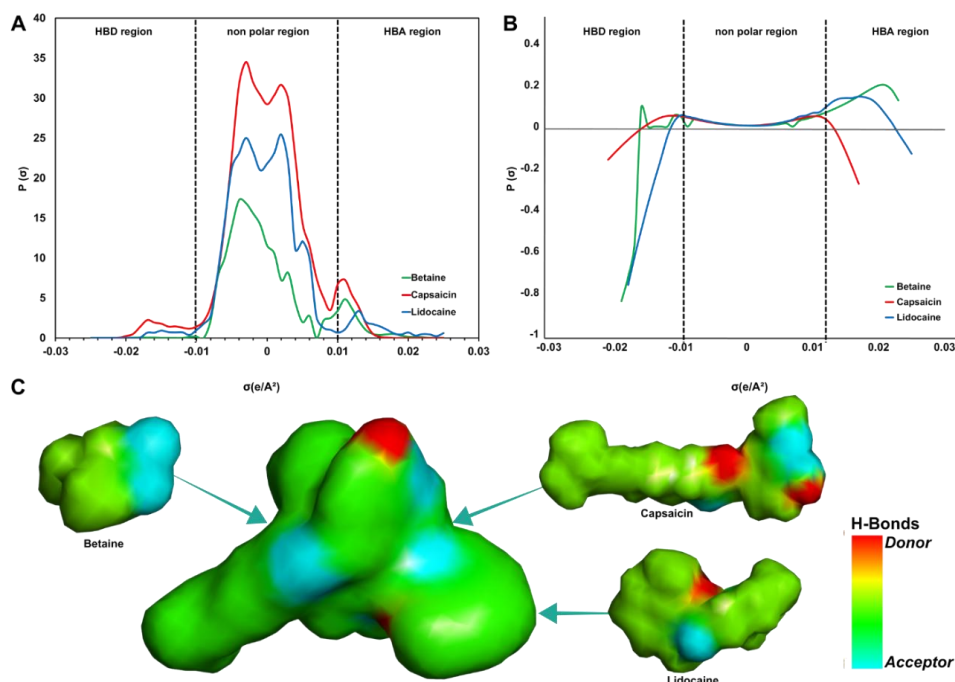 A
HBD region
non polar region
HBA region
40
35
30
25
20
15
10
5
0
P (σ)
Betaine
Capsaicin
Lidocaine
-0.03
-0.02
-0.01
0
0.01
0.02
0.03
σ(e/A²)
B
HBD region
non polar region
HBA region
0.4
0.2
0
-0.2
-0.4
-0.6
-0.8
-1
P (σ)
Betaine
Capsaicin
Lidocaine
-0.03
-0.02
-0.01
0
0.01
0.02
0.03
σ(e/A²)
C
Betaine
Capsaicin
Lidocaine
H-Bonds
Donor
Acceptor